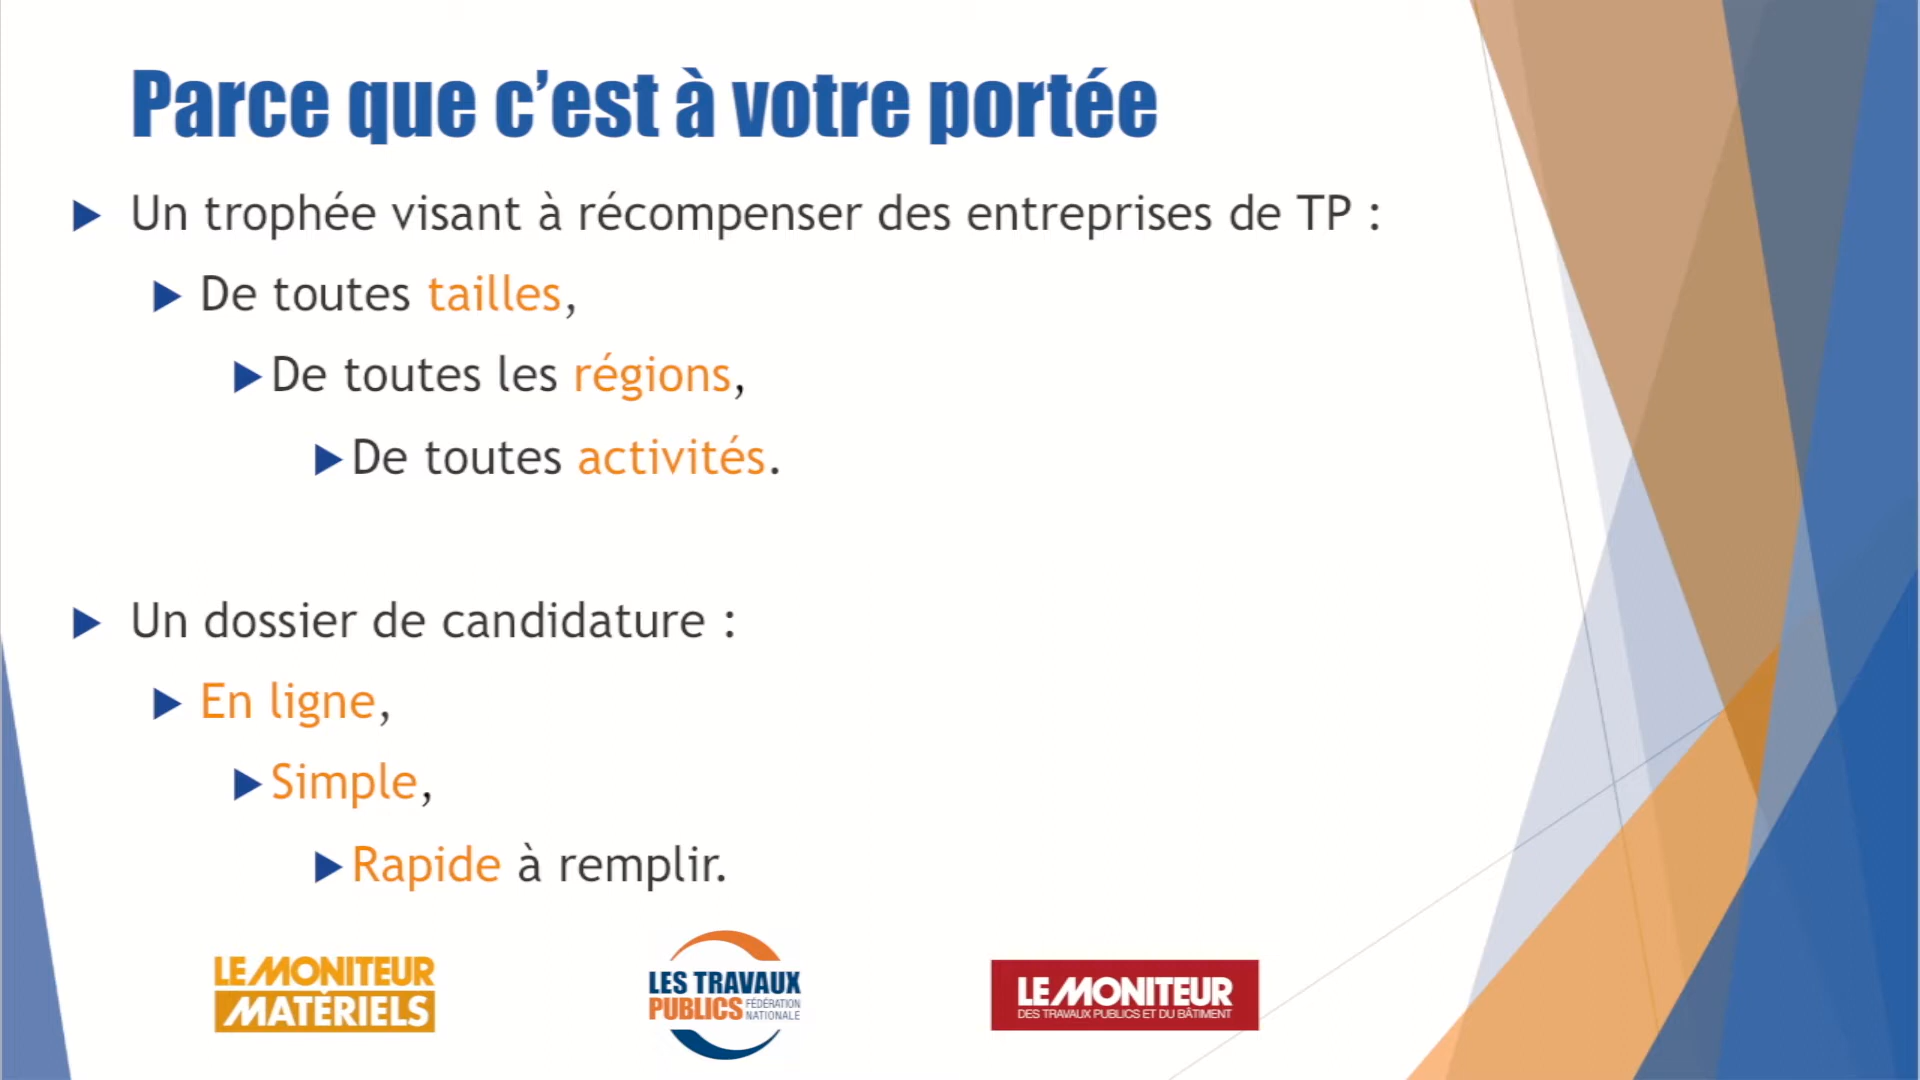 Parce que c’est à votre portée
Un trophée visant à récompenser des entreprises de TP :
De toutes tailles,
De toutes les régions,
De toutes activités.
Un dossier de candidature :
En ligne,
Simple,
Rapide à remplir.
LE MONITEUR
MATÉRIELS
LES TRAVAUX
PUBLICS FÉDÉRATION
NATIONALE
LE MONITEUR
DES TRAVAUX PUBLICS ET DU BÂTIMENT